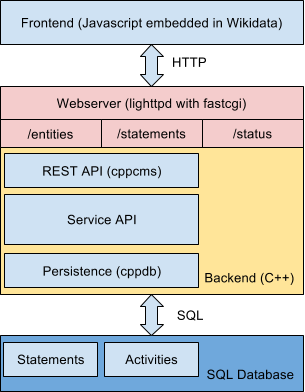 Frontend (Javascript embedded in Wikidata)
HTTP
Webserver (lighttpd with fastcgi)
/entities /statements /status
REST API (cppcms)
Service API
Persistence (cppdb)
Backend (C++)
SQL
Statements Activities
SQL Database